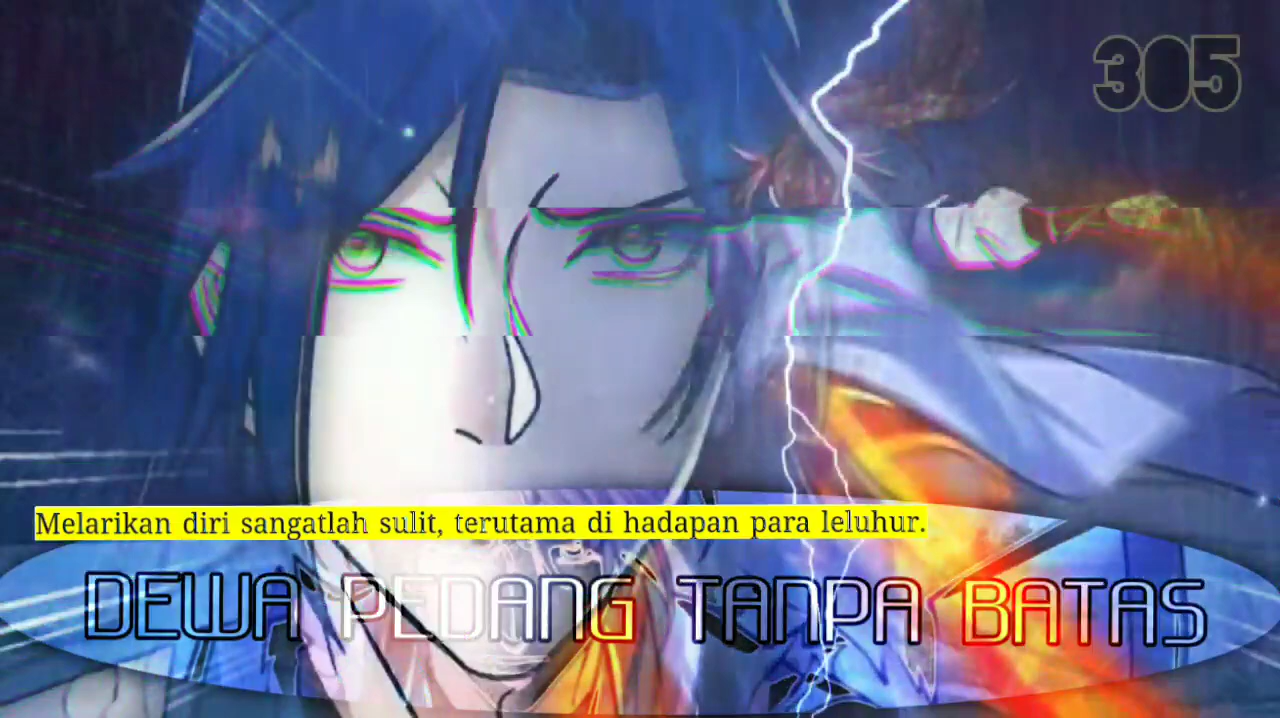 305
Melarikan diri sangatlah sulit, terutama di hadapan para leluhur.
DEWA PEDANG TANPA BATAS